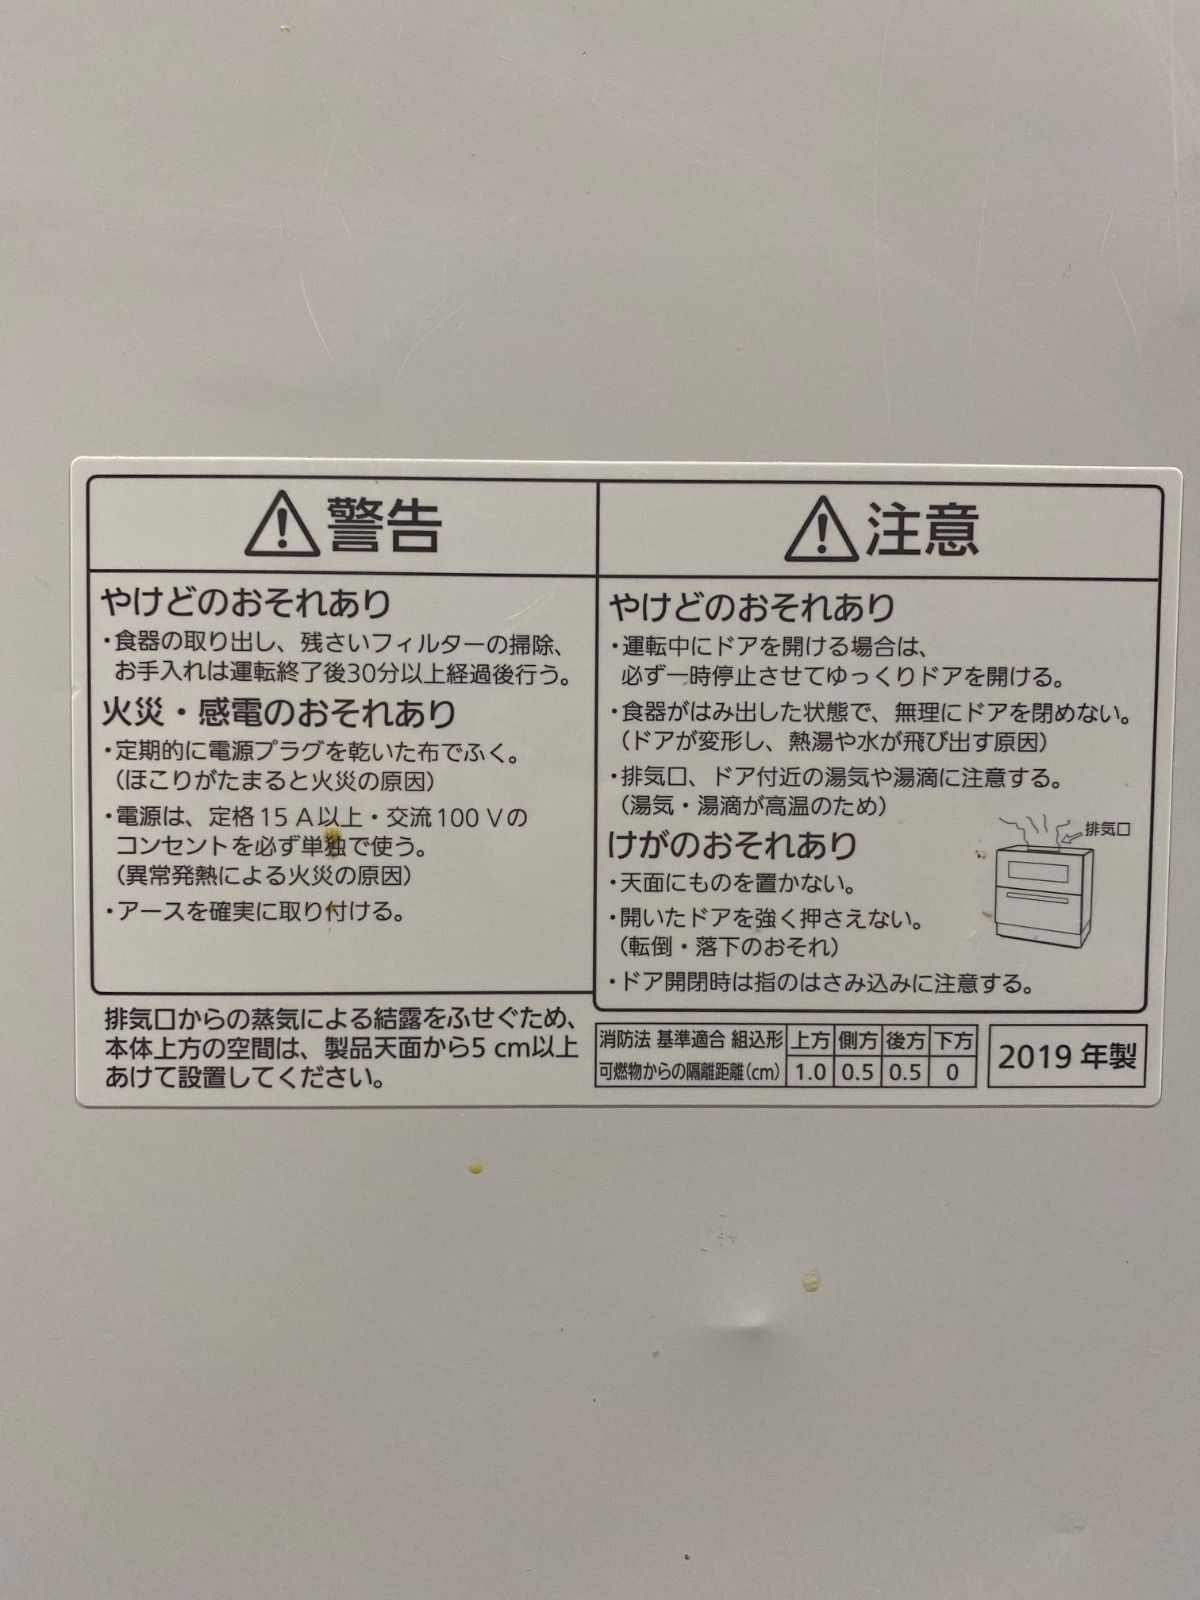 警告
やけどのおそれあり
・食器の取り出し、残さいフィルターの掃除、
お手入れは運転終了後30分以上経過後行う。
火災・感電のおそれあり
・定期的に電源プラグを乾いた布でふく。
(ほこりがたまると火災の原因)
・電源は、定格15 A以上・交流100 Vの
コンセントを必ず単独で使う。
(異常発熱による火災の原因)
・アースを確実に取り付ける。
注意
やけどのおそれあり
・運転中にドアを開ける場合は、
必ず一時停止させてゆっくりドアを開ける。
・食器がはみ出した状態で、無理にドアを閉めない。
(ドアが変形し、熱湯や水が飛び出す原因)
・排気口、ドア付近の湯気や湯滴に注意する。
(湯気・湯滴が高温のため)
けがのおそれあり
・天面にものを置かない。
・開いたドアを強く押さえない。
(転倒・落下のおそれ)
・ドア開閉時は指のはさみ込みに注意する。
排気口
排気口からの蒸気による結露をふせぐため、
本体上方の空間は、製品天面から5 cm以上
あけて設置してください。
消防法 基準適合 組込形 上方 側方 後方 下方
可燃物からの隔離距離(cm) 1.0 0.5 0.5 0
2019 年製